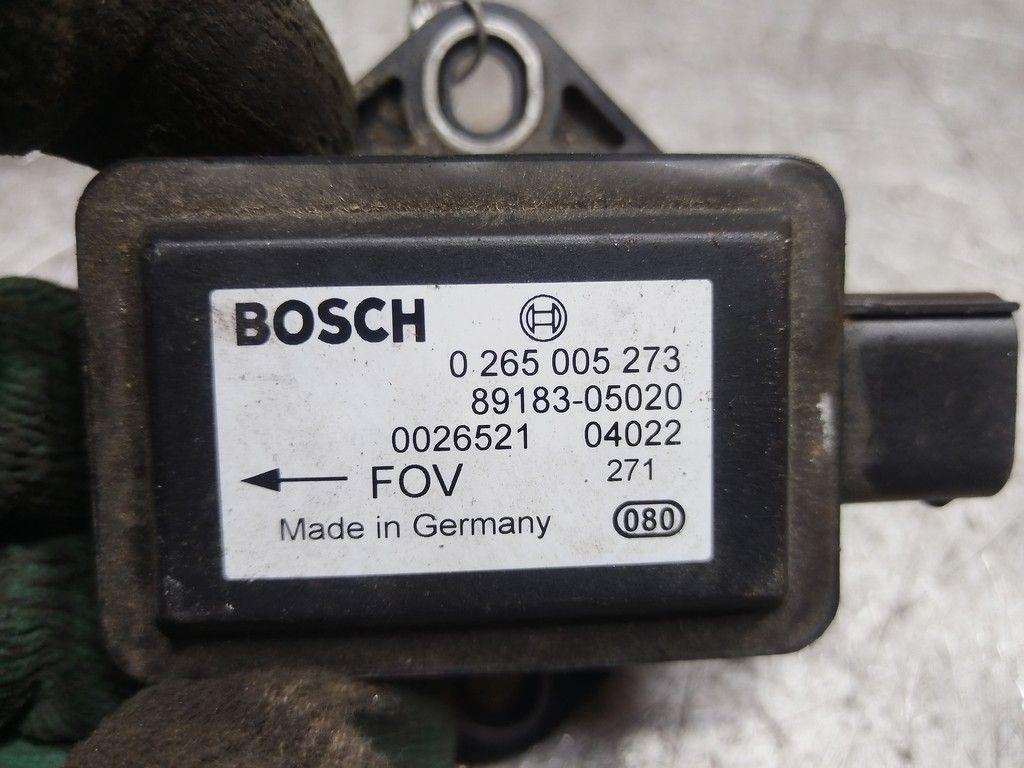 BOSCH
0 265 005 273
89183-05020
0026521 04022
FOV 271
Made in Germany 080